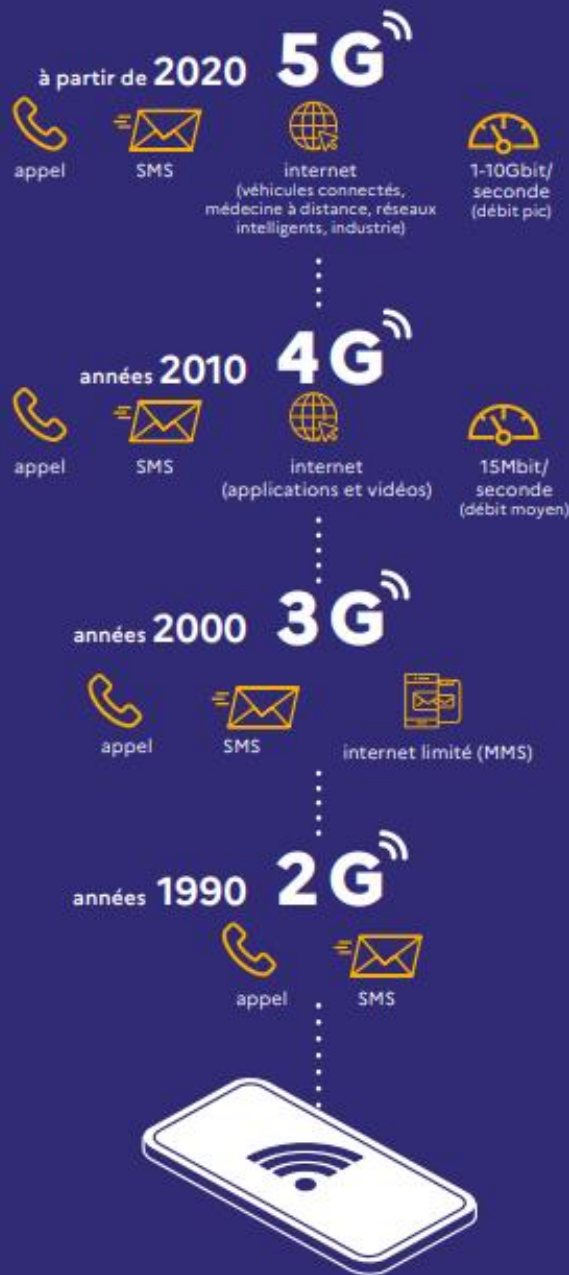 à partir de 2020 5G
appel
SMS
internet
(véhicules connectés,
médecine à distance, réseaux
intelligents, industrie)
1-10Gbit/
seconde
(débit pic)
années 2010 4G
appel
SMS
internet
(applications et vidéos)
15Mbit/
seconde
(débit moyen)
années 2000 3G
appel
SMS
internet limité (MMS)
années 1990 2G
appel
SMS